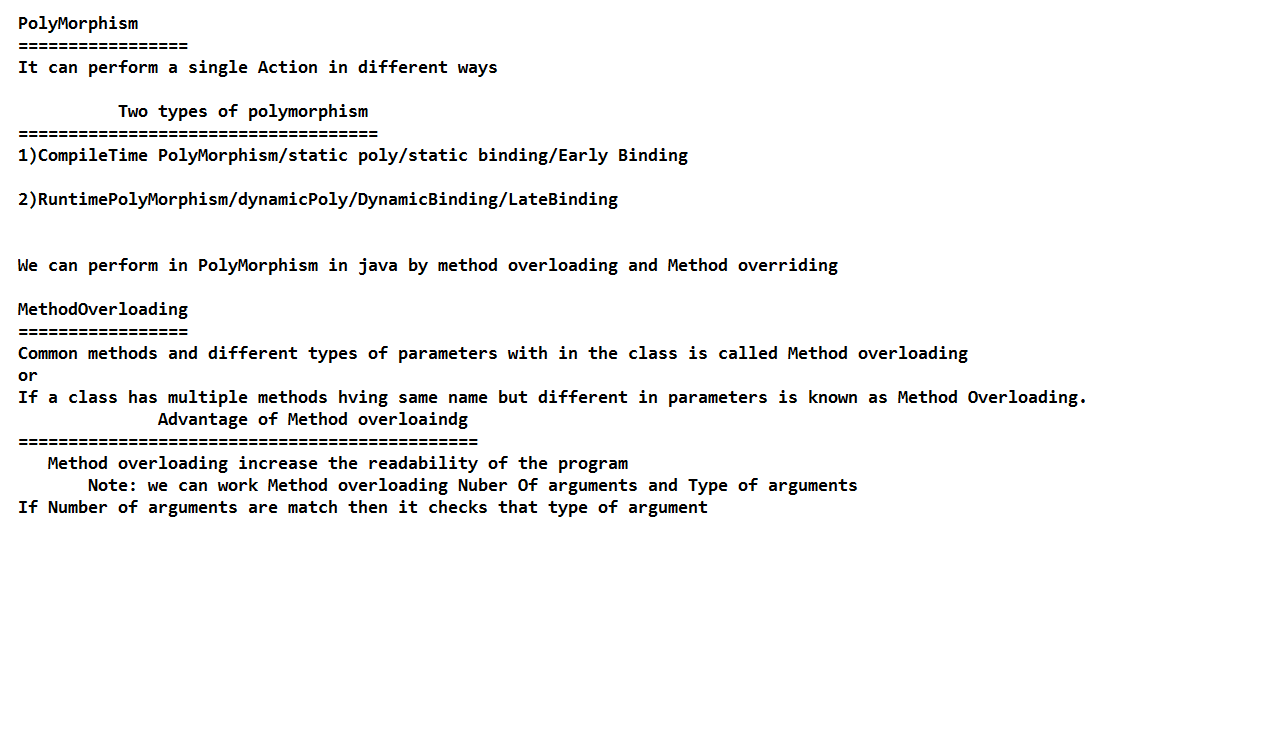 PolyMorphism
=================
It can perform a single Action in different ways
Two types of polymorphism
====================================
1)CompileTime PolyMorphism/static poly/static binding/Early Binding
2)RuntimePolyMorphism/dynamicPoly/DynamicBinding/LateBinding
We can perform in PolyMorphism in java by method overloading and Method overriding
MethodOverloading
=================
Common methods and different types of parameters with in the class is called Method overloading
or
If a class has multiple methods hving same name but different in parameters is known as Method Overloading.
Advantage of Method overloaindg
==============================================
Method overloading increase the readability of the program
Note: we can work Method overloading Nuber Of arguments and Type of arguments
If Number of arguments are match then it checks that type of argument